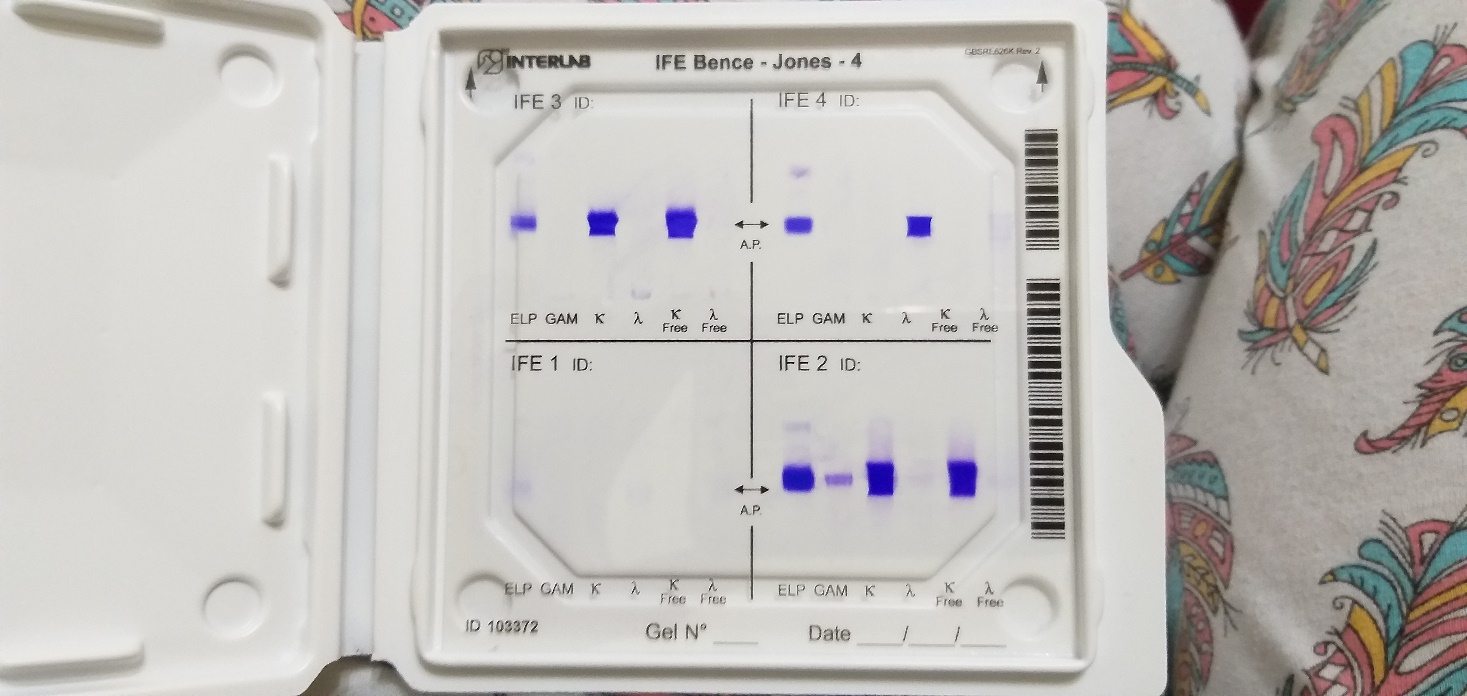 INTERLAB IFE Bence - Jones - 4
IFE 3 ID: IFE 4 ID:
A.P.
ELP GAM K λ K Free λ Free ELP GAM K λ K Free λ Free
IFE 1 ID: IFE 2 ID:
A.P.
ELP GAM K λ K Free λ Free ELP GAM K λ K Free λ Free
ID 103372 Gel N° ___ Date ___/___/___